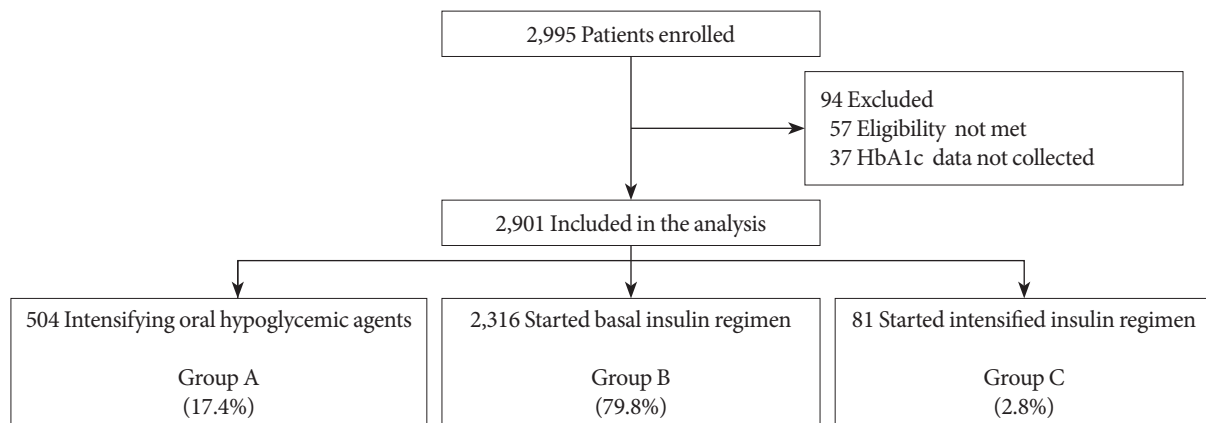 2,995 Patients enrolled
94 Excluded
57 Eligibility not met
37 HbA1c data not collected
2,901 Included in the analysis
504 Intensifying oral hypoglycemic agents
Group A
(17.4%)
2,316 Started basal insulin regimen
Group B
(79.8%)
81 Started intensified insulin regimen
Group C
(2.8%)